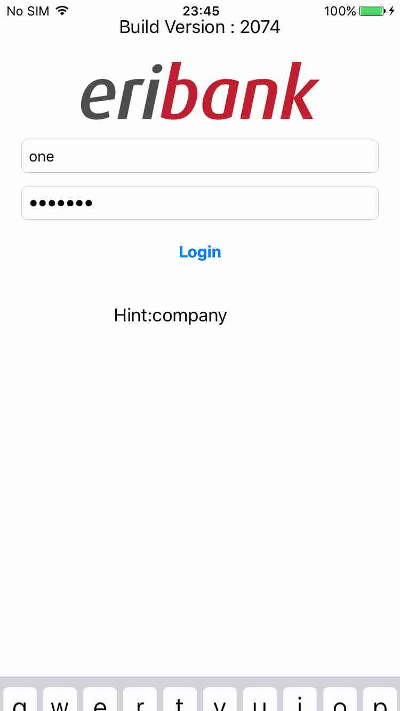 No SIM 23:45 100%
Build Version : 2074
eribank
one
•••••••
Login
Hint:company
q w e r t y u i o p